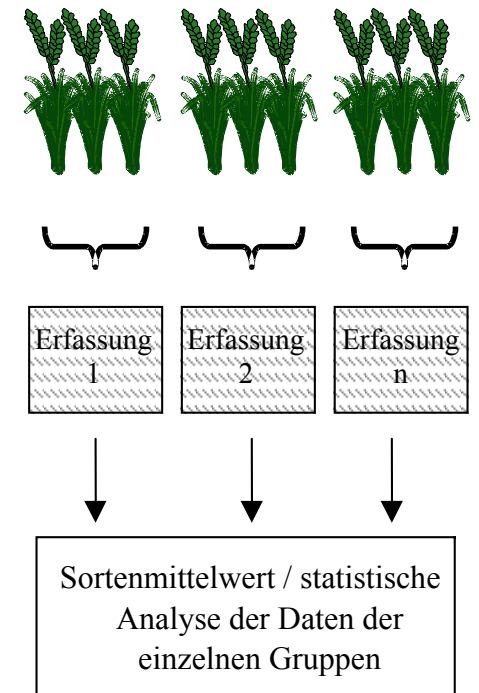 Erfassung
1
Erfassung
2
Erfassung
n
Sortenmittelwert / statistische
Analyse der Daten der
einzelnen Gruppen